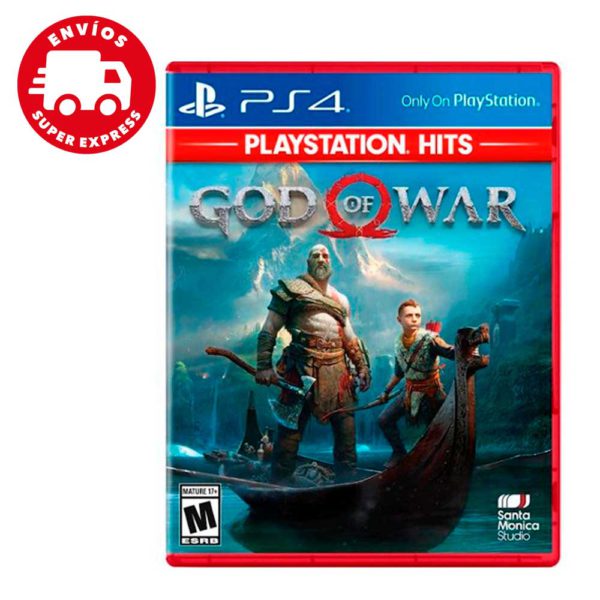 ENVÍOS
SUPER EXPRESS
PS4
Only On PlayStation
PLAYSTATION HITS
GOD OF WAR
MATURE 17+
M
ESRB
Santa
Monica
Studio